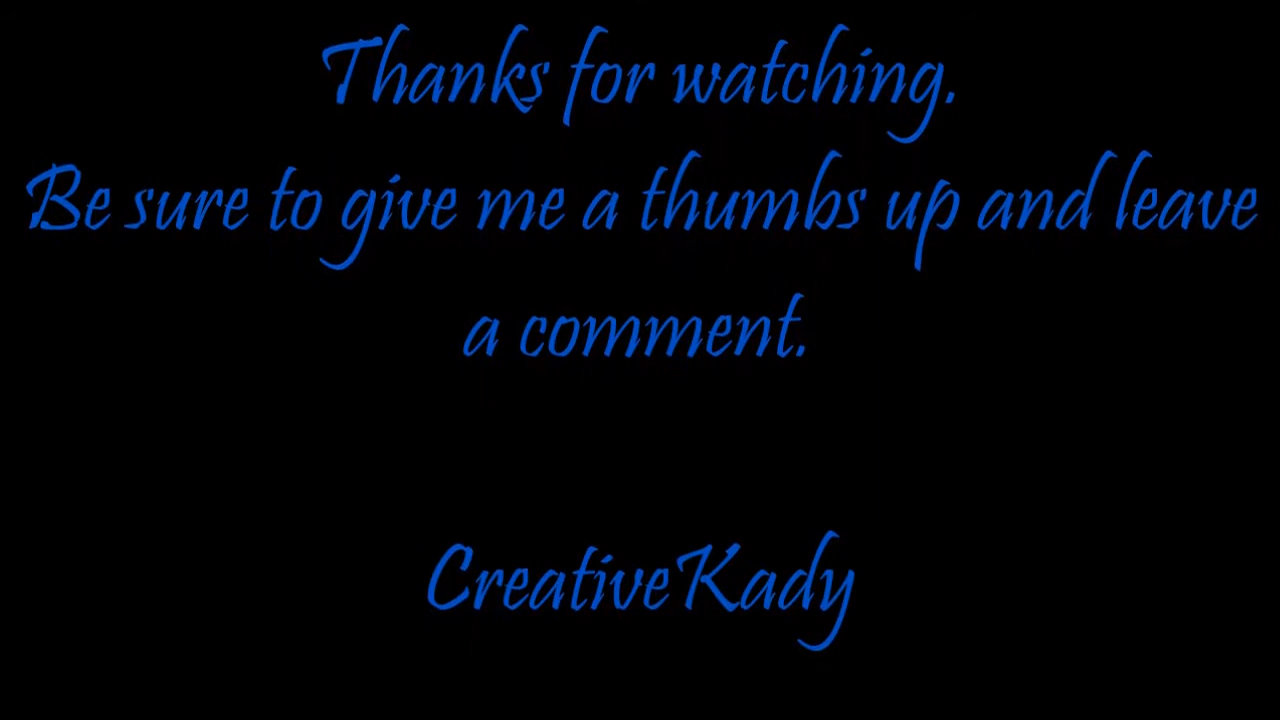 Thanks for watching.
Be sure to give me a thumbs up and leave
a comment.
CreativeKady